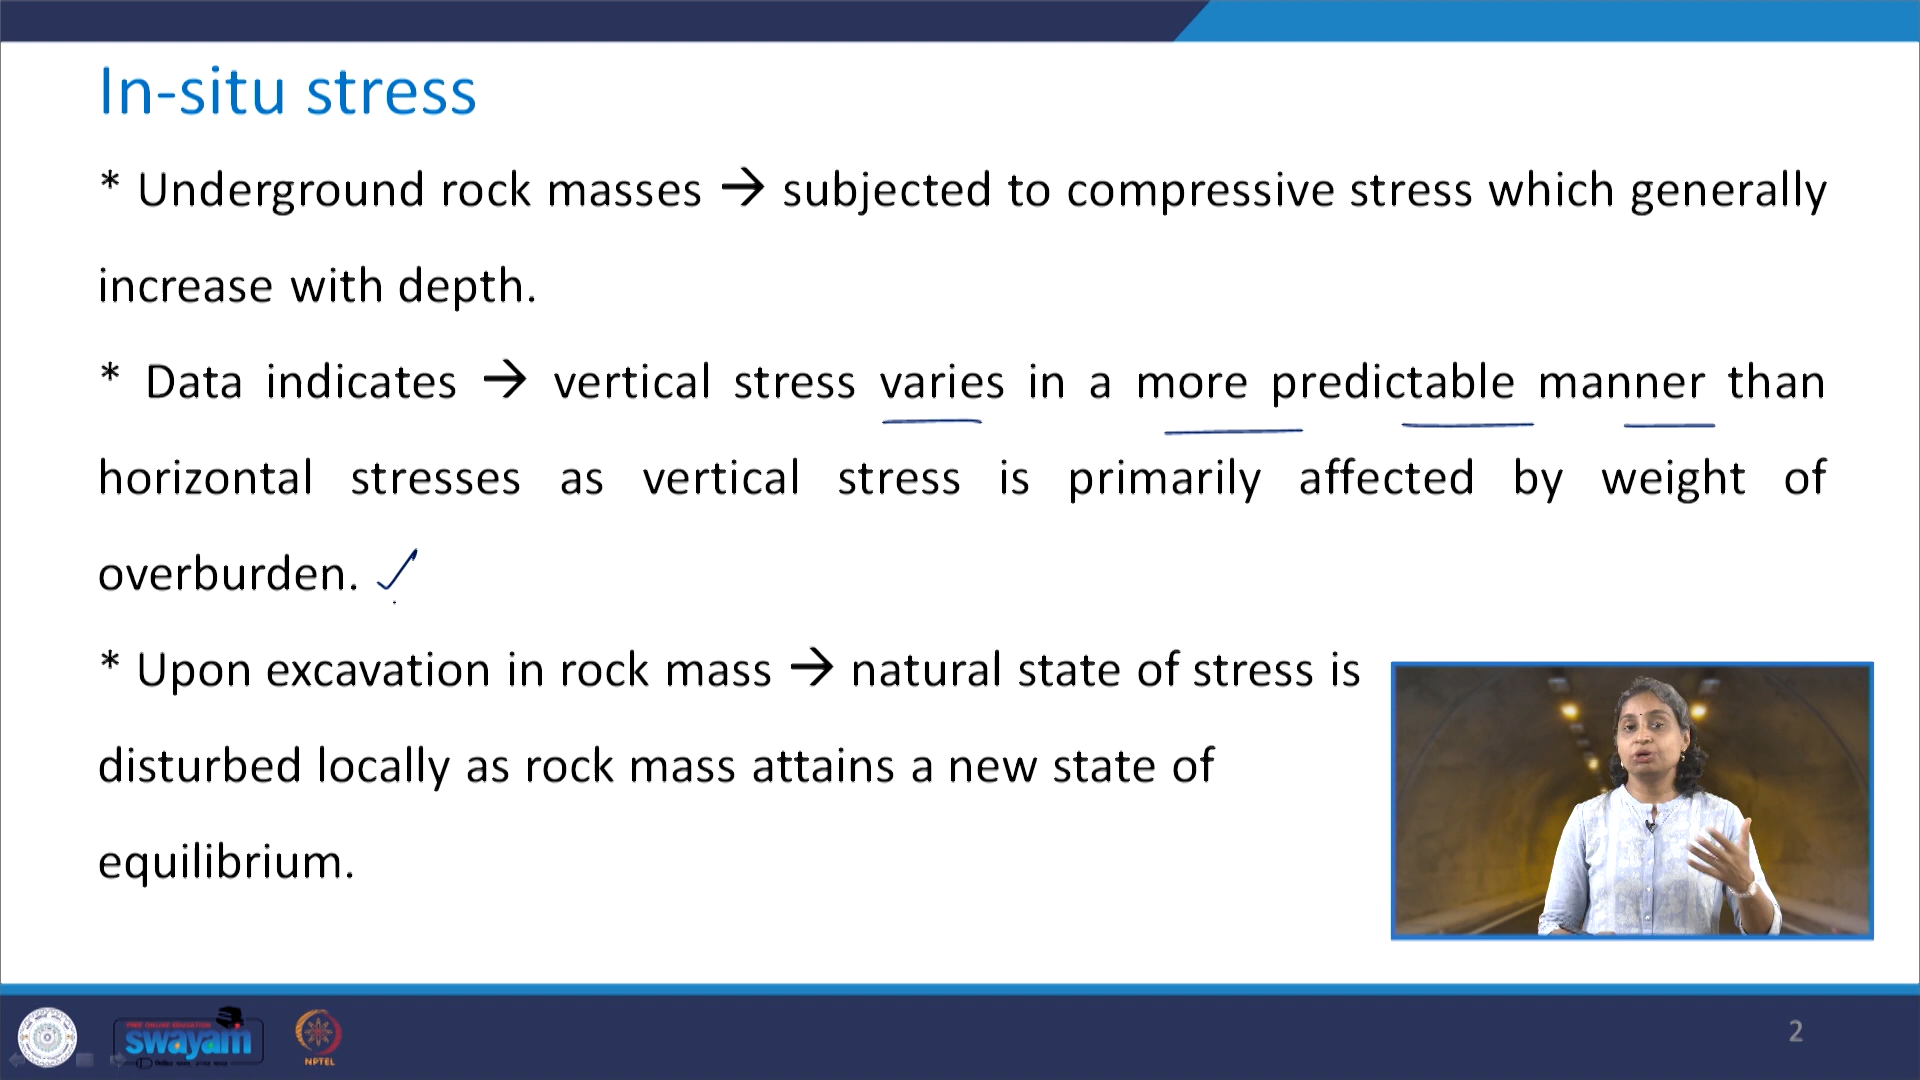 In-situ stress
* Underground rock masses → subjected to compressive stress which generally
increase with depth.
* Data indicates → vertical stress varies in a more predictable manner than
horizontal stresses as vertical stress is primarily affected by weight of
overburden.
* Upon excavation in rock mass → natural state of stress is
disturbed locally as rock mass attains a new state of
equilibrium.
FREE ONLINE EDUCATION
swayam
NPTEL
2